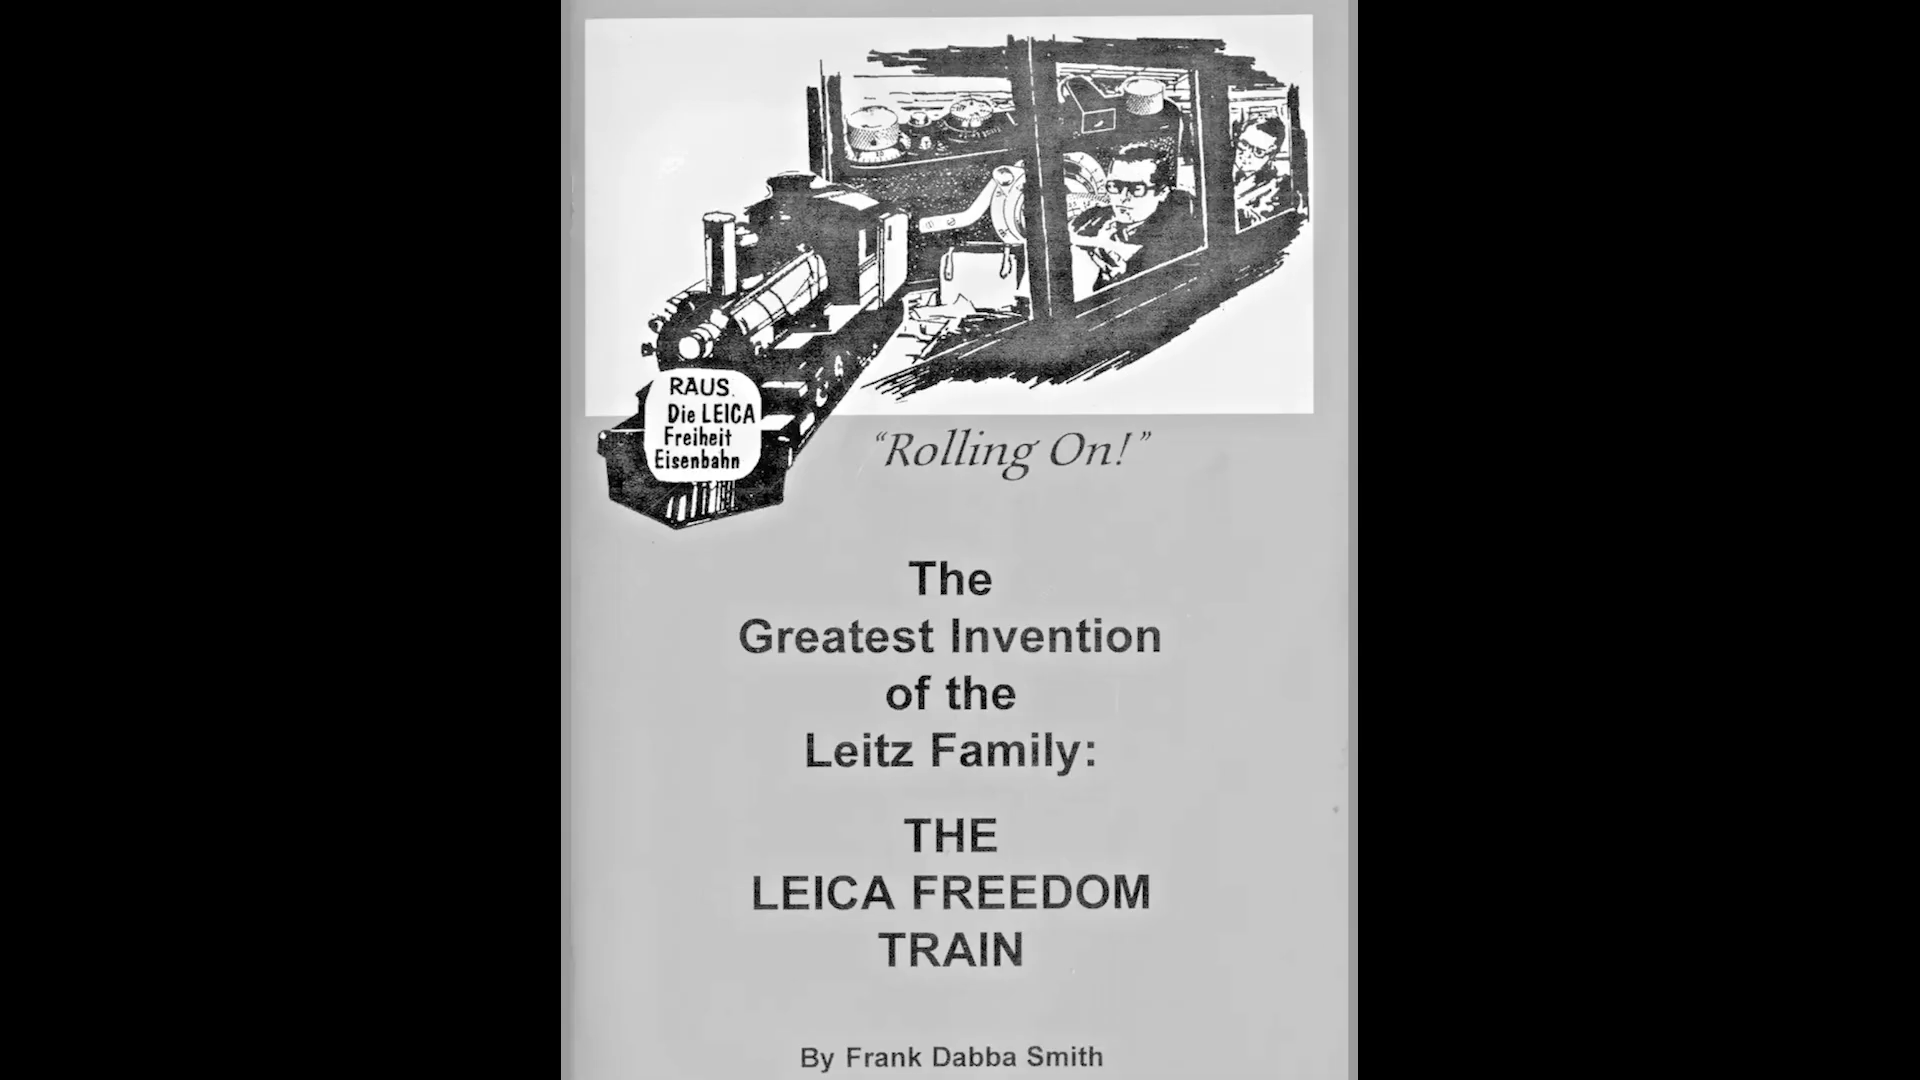 RAUS.
Die LEICA
Freiheit
Eisenbahn
"Rolling On!"
The
Greatest Invention
of the
Leitz Family:
THE
LEICA FREEDOM
TRAIN
By Frank Dabba Smith